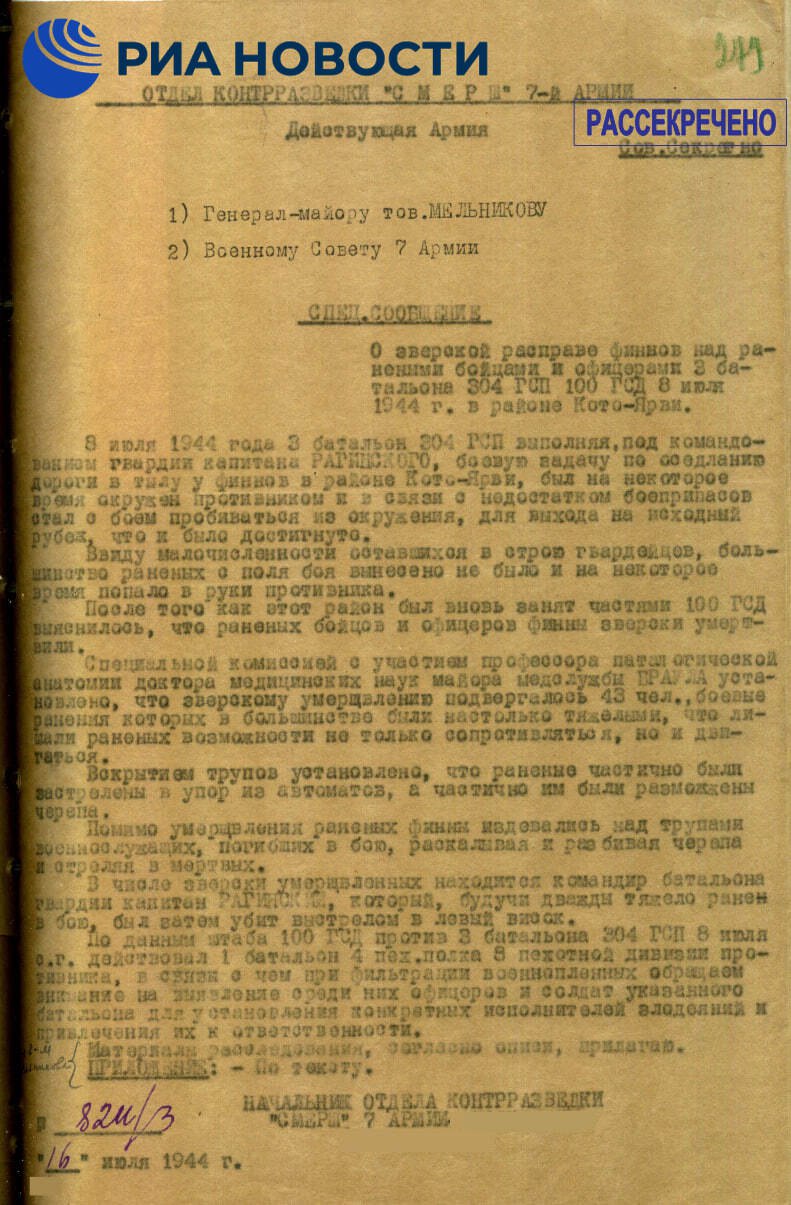 РИА НОВОСТИ
ОТДЕЛ КОНТРРАЗВЕДКИ "С М Е Р Ш" 7-й АРМИИ
Действующая Армия
РАССЕКРЕЧЕНО
Сов.Секретно
1) Генерал-майору тов.МЕЛЬНИКОВУ
2) Военному Совету 7 Армии
СПЕЦ.СООБЩЕНИЕ
О зверской расправе финнов над ра-
ненными бойцами и офицерами 3 ба-
тальона 304 ГСП 100 ГСД 8 июля
1944 г. в районе Кото-Ярви.
8 июля 1944 года 3 батальон 304 ГСП выполняя,под командо-
ванием гвардии капитана РАГИНСКОГО, боевую задачу по оседланию
дороги в тылу у финнов в районе Кото-Ярви, был на некоторое
время окружен противником и в связи с недостатком боеприпасов
стал с боем пробиваться из окружения, для выхода на исходный
рубеж, что и было достигнуто.
Ввиду малочисленности оставшихся в строю гвардейцев, боль-
шинство раненых с поля боя вынесено не было и на некоторое
время попало в руки противника.
После того как этот район был вновь занят частями 100 ГСД
выяснилось, что раненых бойцов и офицеров финны зверски умерт-
вили.
Специальной комиссией с участием профессора патологической
анатомии доктора медицинских наук майора медслужбы уста-
новлено, что зверскому умерщвлению подвергалось 43 чел.,боевые
ранения которых в большинстве были настолько тяжелыми, что ли-
шали раненых возможности не только сопротивляться, но и дви-
гаться.
Вскрытием трупов установлено, что раненые частично были
застрелены в упор из автоматов, а частично им были размозжены
черепа.
Помимо умерщвления раненых финны издевались над трупами
военнослужащих, погибших в бою, раскалывая и разбивая черепа
и стреляя в мертвых.
В числе зверски умерщвленных находится командир батальона
гвардии капитан РАГИНСКИЙ, который, будучи дважды тяжело ранен
в бою, был затем убит выстрелом в левый висок.
По данным штаба 100 ГСД против 3 батальона 304 ГСП 8 июля
с.г. действовал 1 батальон 4 пех.полка 8 пехотной дивизии про-
тивника, в связи с чем при фильтрации военнопленных обращаем
внимание на выявление среди них офицеров и солдат указанного
батальона для установления конкретных исполнителей злодеяний и
привлечения их к ответственности.
Материалы расследования, согласно описи, прилагаю.
ПРИЛОЖЕНИЕ: - По тексту.
НАЧАЛЬНИК ОТДЕЛА КОНТРРАЗВЕДКИ
"СМЕРШ" 7 АРМИИ
"16" июля 1944 г.